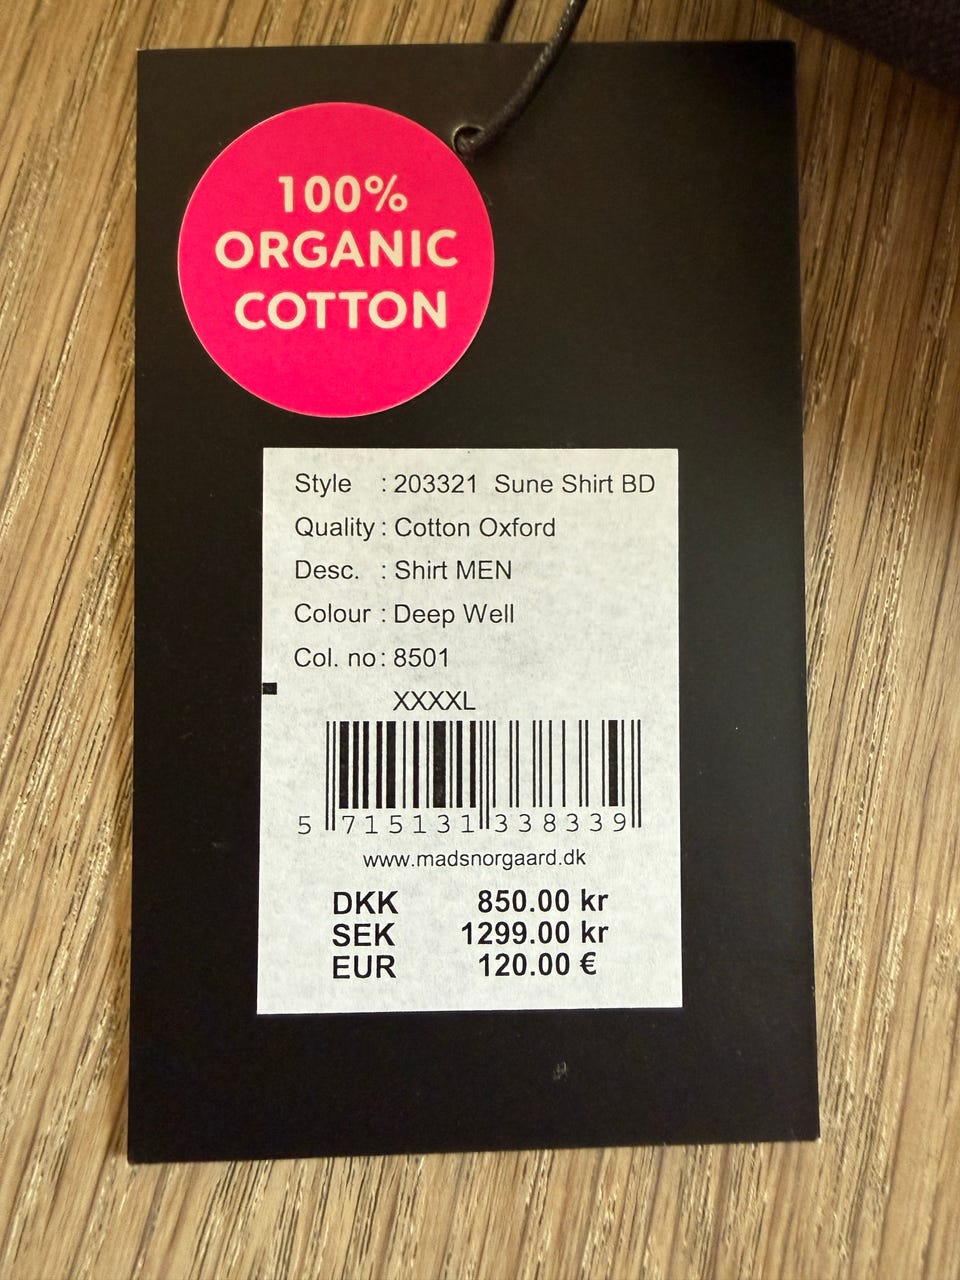 100%
ORGANIC
COTTON
Style : 203321 Sune Shirt BD
Quality : Cotton Oxford
Desc. : Shirt MEN
Colour : Deep Well
Col. no : 8501
XXXXL
5 715131 338339
www.madsnorgaard.dk
DKK 850.00 kr
SEK 1299.00 kr
EUR 120.00 €